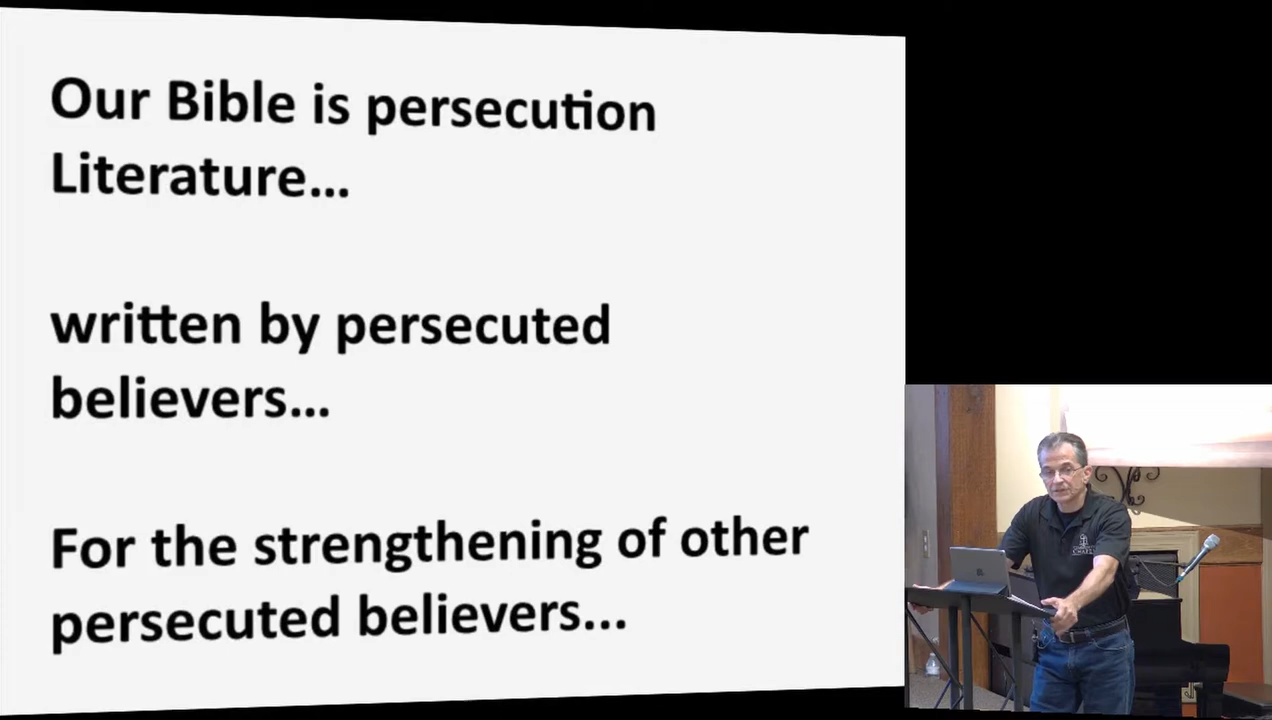 Our Bible is persecution
Literature...
written by persecuted
believers...
For the strengthening of other
persecuted believers...